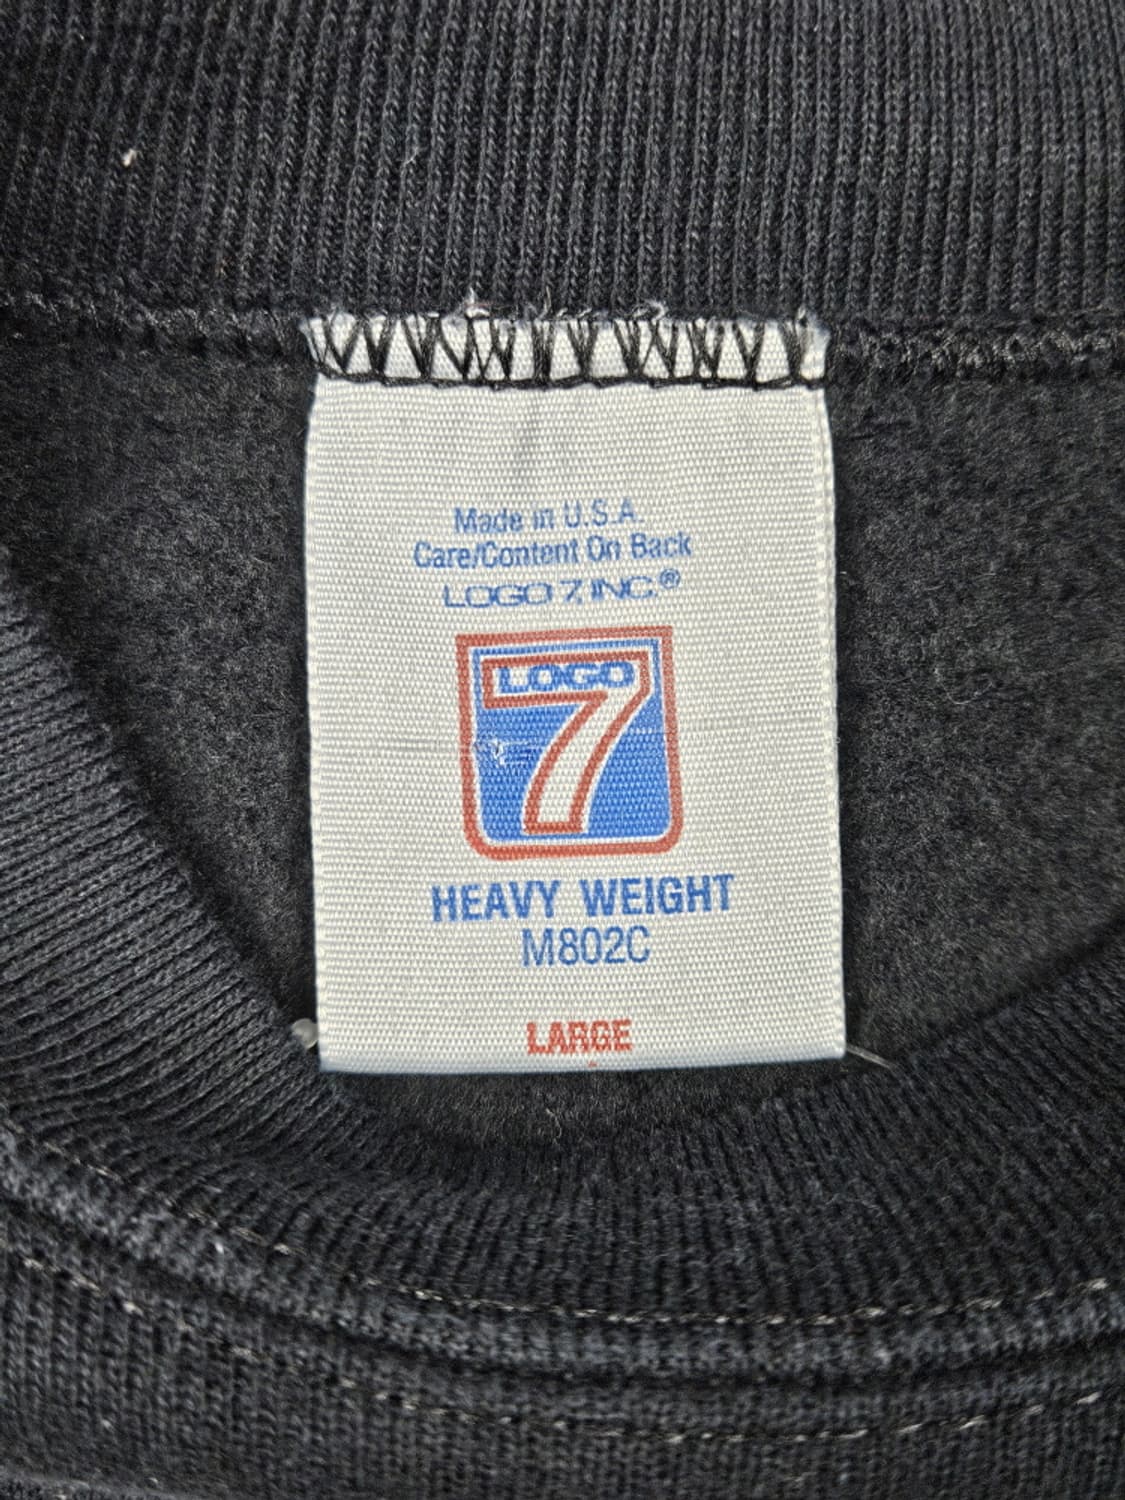 Made in U.S.A.
Care/Content On Back
LOGO 7, INC.®
LOGO
7
HEAVY WEIGHT
M802C
LARGE